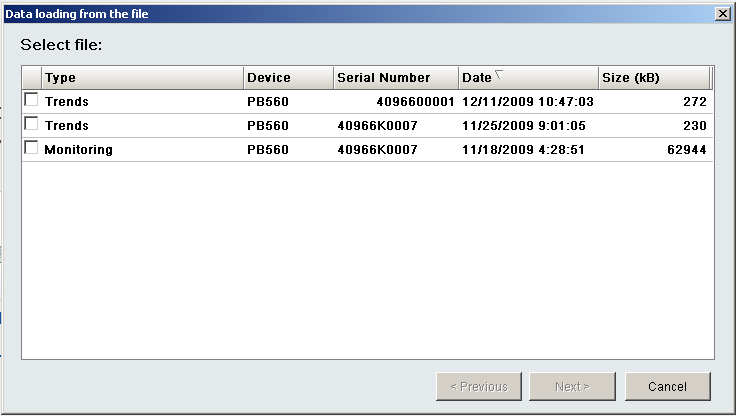 Data loading from the file
Select file:
Type Device Serial Number Date Size (kB)
Trends PB560 4096600001 12/11/2009 10:47:03 272
Trends PB560 40966K0007 11/25/2009 9:01:05 230
Monitoring PB560 40966K0007 11/18/2009 4:28:51 62944
< Previous Next > Cancel